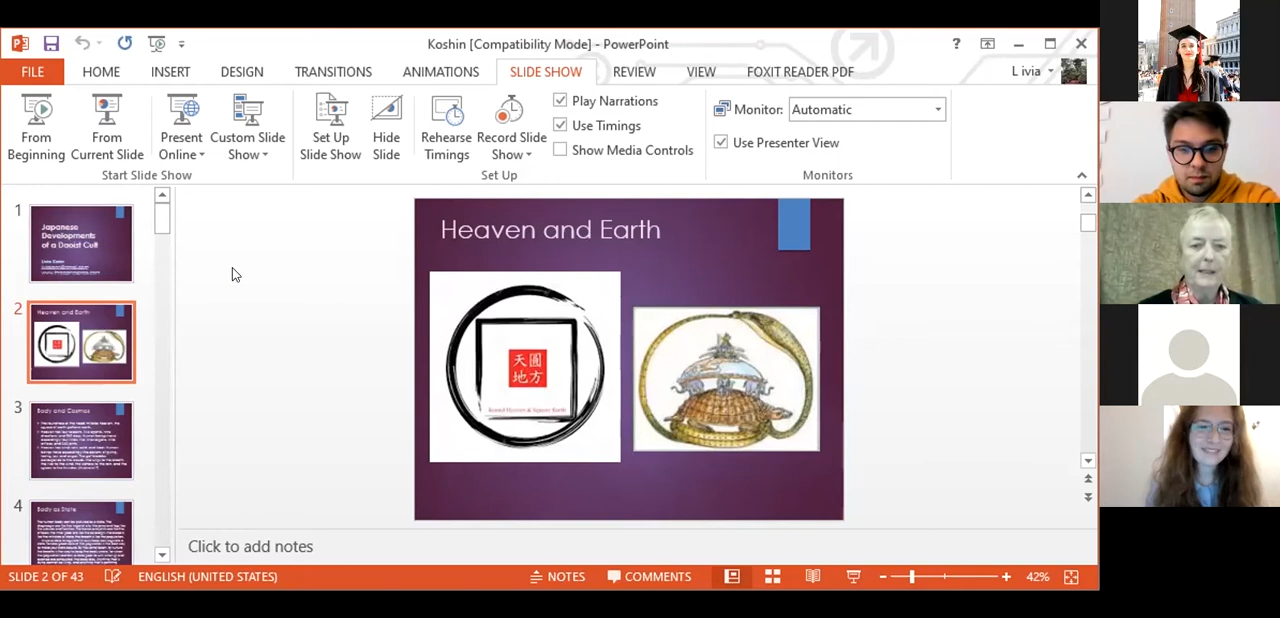 Koshin [Compatibility Mode] - PowerPoint
?
FILE
HOME
INSERT
DESIGN
TRANSITIONS
ANIMATIONS
SLIDE SHOW
REVIEW
VIEW
FOXIT READER PDF
L ivia
From Beginning
From Current Slide
Present Online
Custom Slide Show
Set Up Slide Show
Hide Slide
Rehearse Timings
Record Slide Show
Play Narrations
Use Timings
Show Media Controls
Monitor:
Automatic
Use Presenter View
Start Slide Show
Set Up
Monitors
1
Japanese
Developments
of a Daoist Cult
2
Heaven and Earth
3
Body and Cosmos
4
Body as State
Heaven and Earth
天圓
地方
Round Heaven & Square Earth
Click to add notes
SLIDE 2 OF 43
ENGLISH (UNITED STATES)
NOTES
COMMENTS
42%